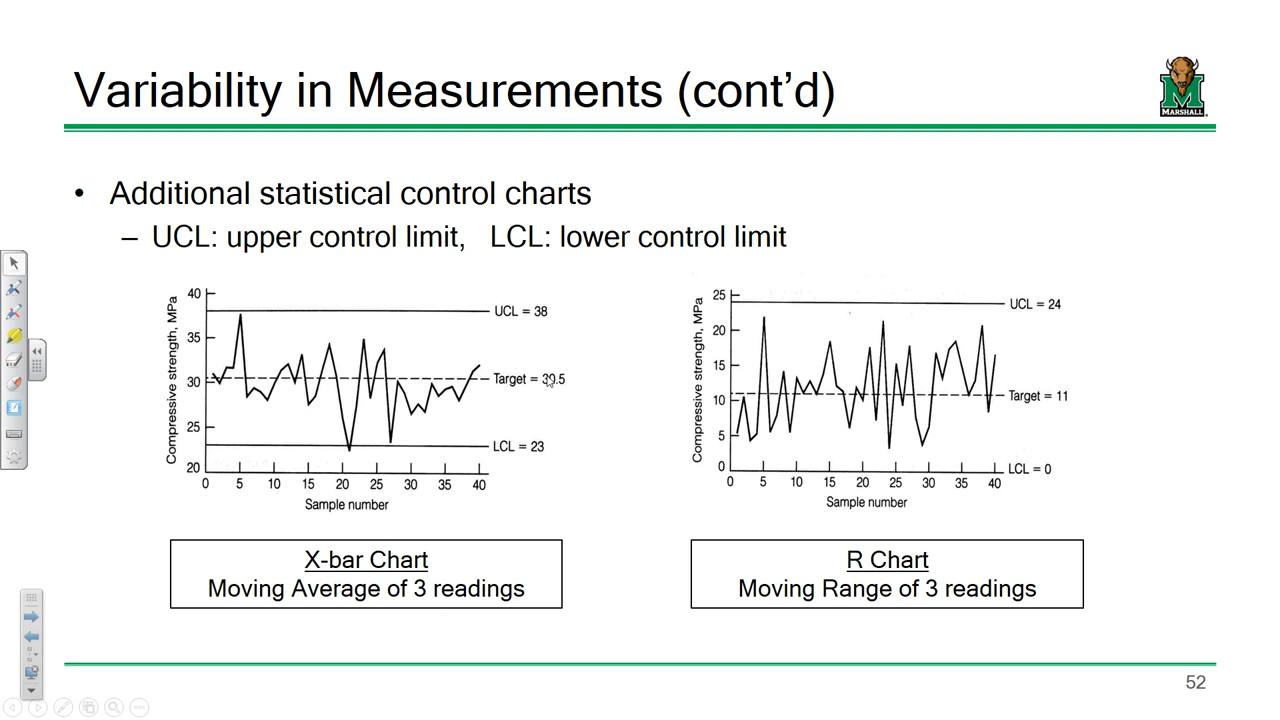 Variability in Measurements (cont'd)
MARSHALL
• Additional statistical control charts
– UCL: upper control limit, LCL: lower control limit
Compressive strength, MPa
40
35
30
25
20
0 5 10 15 20 25 30 35 40
Sample number
UCL = 38
Target = 30.5
LCL = 23
Compressive strength, MPa
25
20
15
10
5
0
0 5 10 15 20 25 30 35 40
Sample number
UCL = 24
Target = 11
LCL = 0
X-bar Chart
Moving Average of 3 readings
R Chart
Moving Range of 3 readings
52